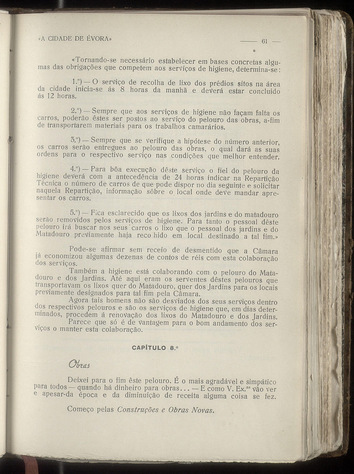 «A CIDADE DE ÉVORA» 61
«Tornando-se necessário estabelecer em bases concretas algu-
mas das obrigações que competem aos serviços de higiene, determina-se:
1.º) — O serviço de recolha de lixo dos prédios sitos na área
da cidade inicia-se às 8 horas da manhã e deverá estar concluído
às 12 horas.
2.º) — Sempre que aos serviços de higiene não façam falta os
carros, poderão êstes ser postos ao serviço do pelouro das obras, a-fim
de transportarem materiais para os trabalhos camarários.
3.º) — Sempre que se verifique a hipótese do número anterior,
os carros serão entregues ao pelouro das obras, o qual dará as suas
ordens para o respectivo serviço nas condições que melhor entender.
4.º) — Para bôa execução dêste serviço o fiel do pelouro da
higiene deverá com a antecedência de 24 horas indicar na Repartição
Técnica o número de carros de que pode dispor no dia seguinte e solicitar
naquela Repartição, informação sôbre o local onde deve mandar apre-
sentar os carros.
5.º) — Fica esclarecido que os lixos dos jardins e do matadouro
serão removidos pelos serviços de higiene. Para tanto o pessoal dêste
pelouro irá buscar nos seus carros o lixo que o pessoal dos jardins e do
Matadouro prèviamente haja recolhido em local destinado a tal fim.»
Pode-se afirmar sem receio de desmentido que a Câmara
já economizou algumas dezenas de contos de réis com esta colaboração
dos serviços.
Também a higiene está colaborando com o pelouro do Mata-
douro e dos Jardins. Até aqui eram os serventes dêstes pelouros que
transportavam os lixos quer do Matadouro, quer dos Jardins para os locais
prèviamente designados para tal fim pela Câmara.
Agora tais homens não são desviados dos seus serviços dentro
dos respectivos pelouros e são os serviços de higiene que, em dias deter-
minados, procedem à remoção dos lixos do Matadouro e dos Jardins.
Parece que só é de vantagem para o bom andamento dos ser-
viços o manter esta colaboração.
CAPÍTULO 8.º
Obras
Deixei para o fim êste pelouro. É o mais agradável e simpático
para todos — quando há dinheiro para obras... — E como V. Ex.ªs vão ver
e apesar-da época e da diminuição de receita alguma coisa se fez.
Começo pelas Construções e Obras Novas.